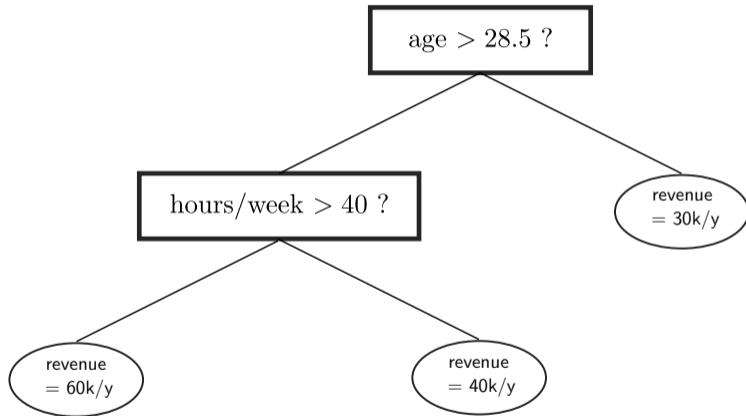 age > 28.5 ?
hours/week > 40 ?
revenue
= 30k/y
revenue
= 60k/y
revenue
= 40k/y